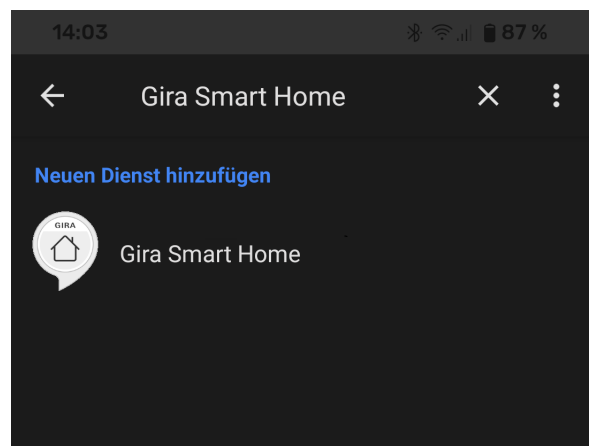 14:03 87 %
Gira Smart Home
Neuen Dienst hinzufügen
GIRA
Gira Smart Home